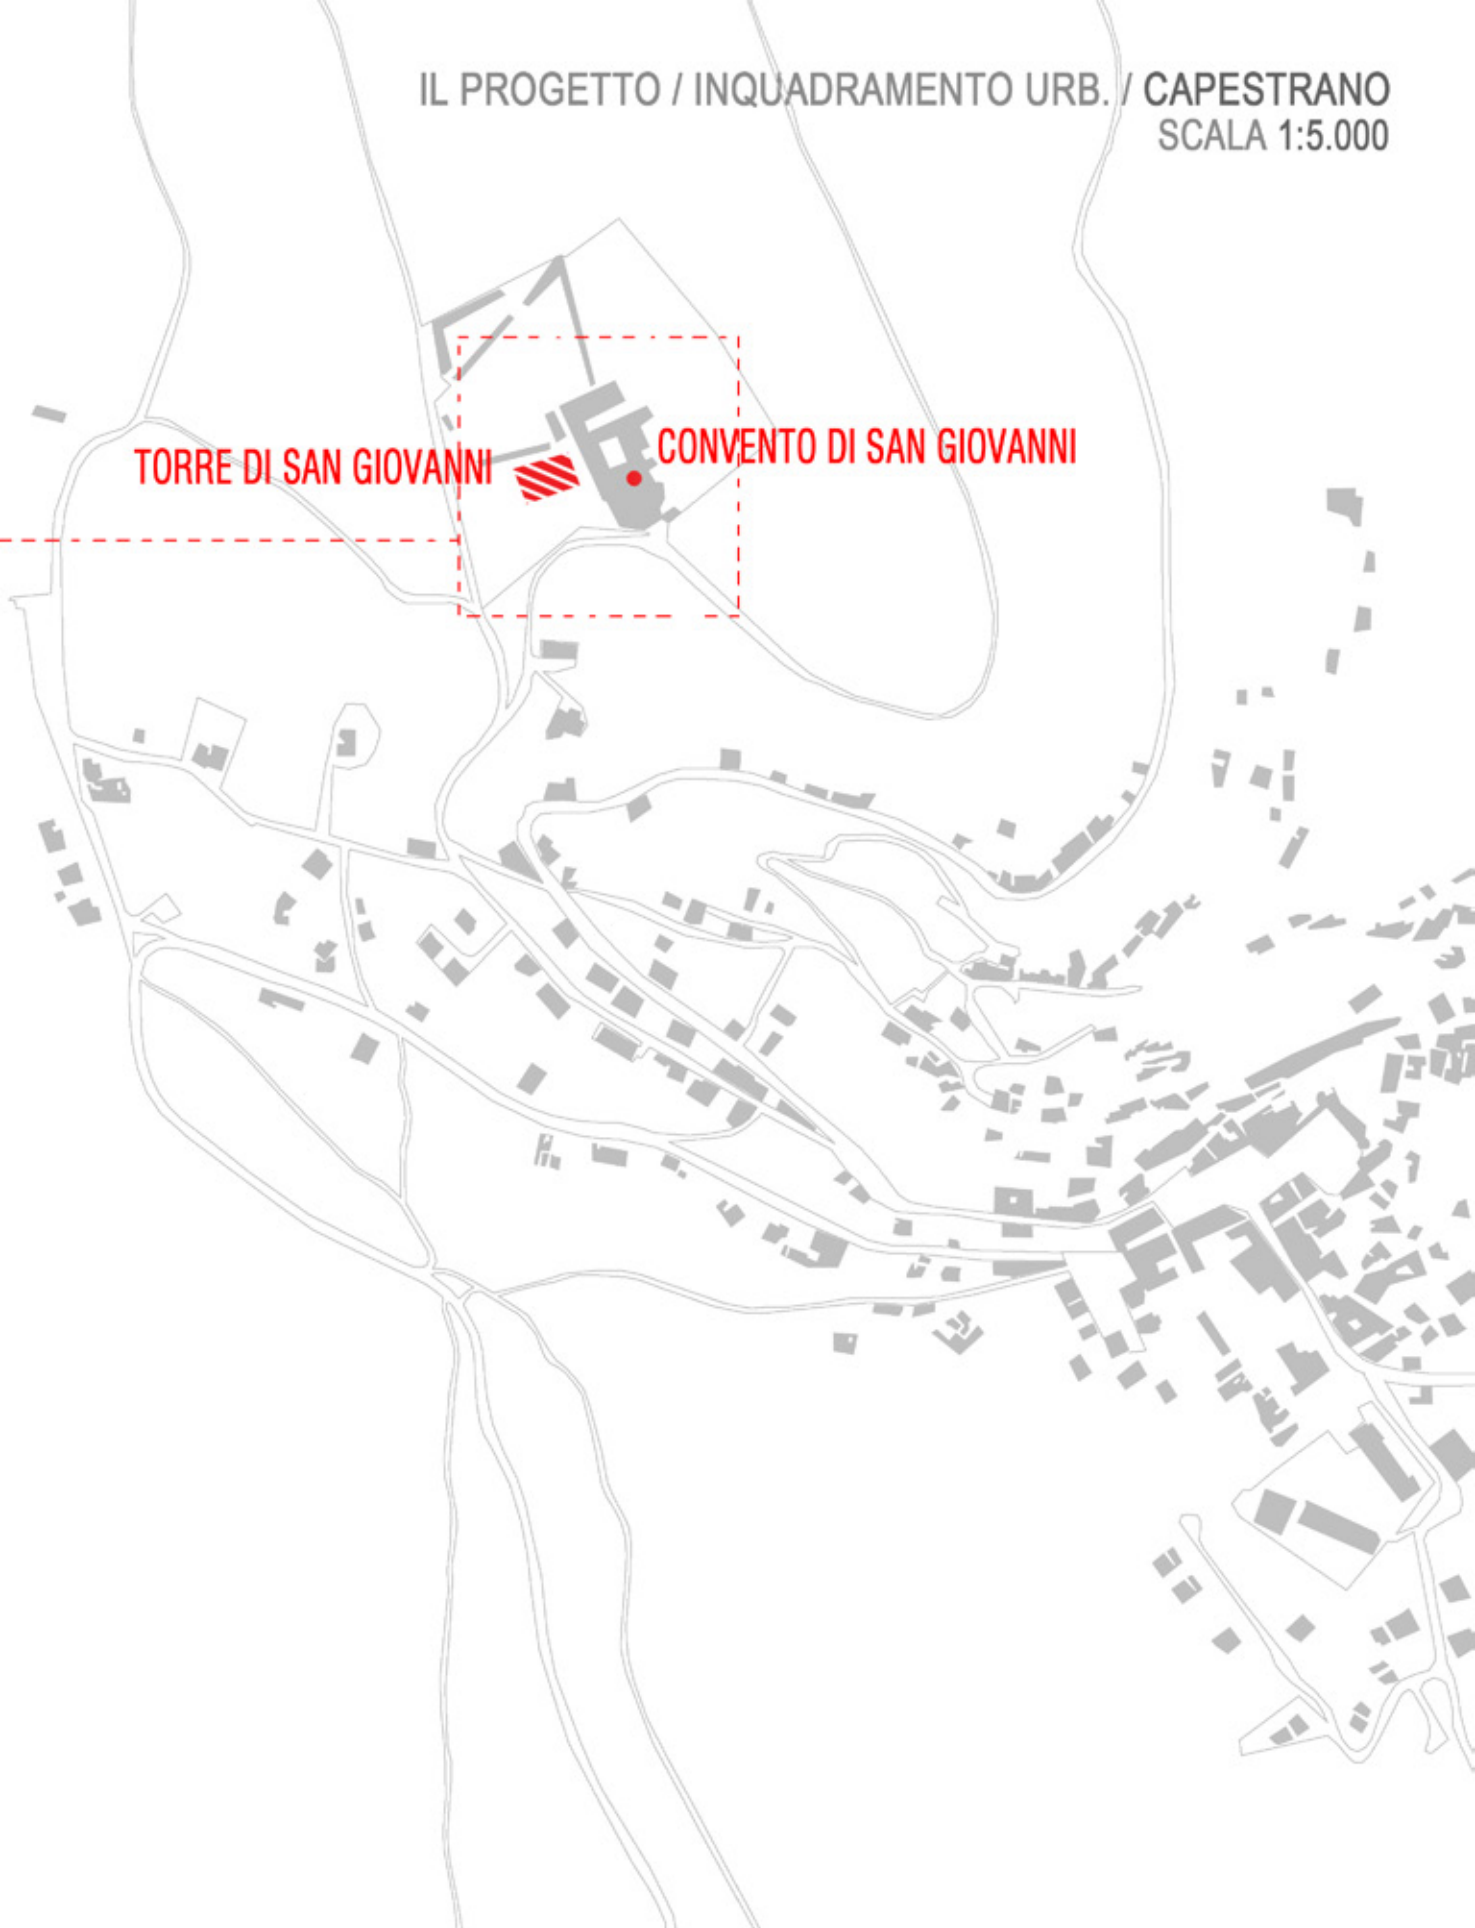 IL PROGETTO / INQUADRAMENTO URB. / CAPESTRANO
SCALA 1:5.000
CONVENTO DI SAN GIOVANNI
TORRE DI SAN GIOVANNI